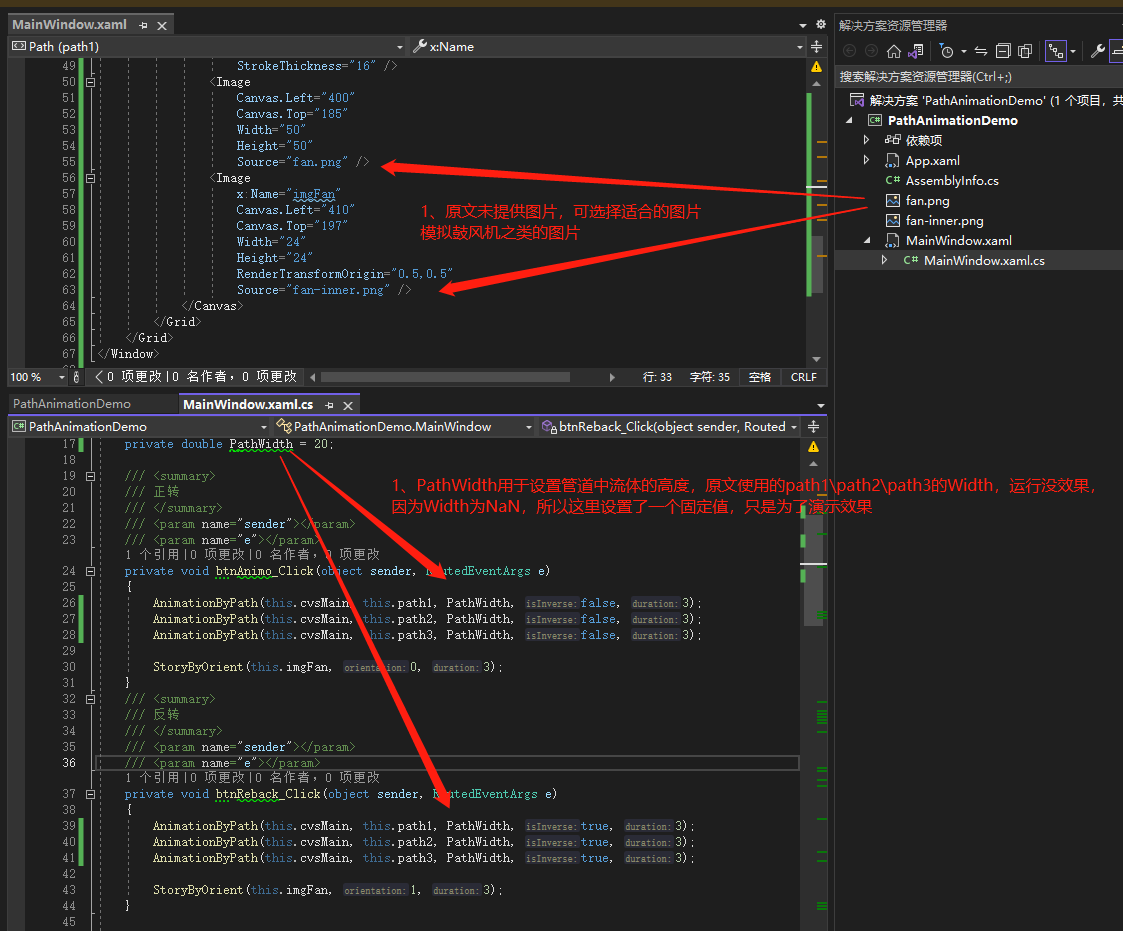 MainWindow.xaml
Path (path1)
x:Name
49 StrokeThickness="16" />
50 <Image
51 Canvas.Left="400"
52 Canvas.Top="185"
53 Width="50"
54 Height="50"
55 Source="fan.png" />
56 <Image
57 x:Name="imgFan"
58 Canvas.Left="410"
59 Canvas.Top="197"
60 Width="24"
61 Height="24"
62 RenderTransformOrigin="0.5,0.5"
63 Source="fan-inner.png" />
64 </Canvas>
65 </Grid>
66 </Grid>
67 </Window>
1、原文未提供图片，可选择适合的图片
模拟鼓风机之类的图片
100 % 0 项更改 | 0 名作者，0 项更改 行: 33 字符: 35 空格 CRLF
PathAnimationDemo MainWindow.xaml.cs
PathAnimationDemo PathAnimationDemo.MainWindow btnReback_Click(object sender, Routed
17 private double PathWidth = 20;
18
19 /// <summary>
20 /// 正转
21 /// </summary>
22 /// <param name="sender"></param>
23 /// <param name="e"></param>
1 个引用 | 0 项更改 | 0 名作者，0 项更改
24 private void btnAnimo_Click(object sender, RoutedEventArgs e)
25 {
26 AnimationByPath(this.cvsMain, this.path1, PathWidth, isInverse: false, duration: 3);
27 AnimationByPath(this.cvsMain, this.path2, PathWidth, isInverse: false, duration: 3);
28 AnimationByPath(this.cvsMain, this.path3, PathWidth, isInverse: false, duration: 3);
29
30 StoryByOrient(this.imgFan, orientation: 0, duration: 3);
31 }
32 /// <summary>
33 /// 反转
34 /// </summary>
35 /// <param name="sender"></param>
36 /// <param name="e"></param>
1 个引用 | 0 项更改 | 0 名作者，0 项更改
37 private void btnReback_Click(object sender, RoutedEventArgs e)
38 {
39 AnimationByPath(this.cvsMain, this.path1, PathWidth, isInverse: true, duration: 3);
40 AnimationByPath(this.cvsMain, this.path2, PathWidth, isInverse: true, duration: 3);
41 AnimationByPath(this.cvsMain, this.path3, PathWidth, isInverse: true, duration: 3);
42
43 StoryByOrient(this.imgFan, orientation: 1, duration: 3);
44 }
45
1、PathWidth用于设置管道中流体的高度，原文使用的path1\path2\path3的Width，运行没效果，
因为Width为NaN，所以这里设置了一个固定值，只是为了演示效果
解决方案资源管理器
搜索解决方案资源管理器(Ctrl+;)
解决方案 'PathAnimationDemo' (1 个项目，共
PathAnimationDemo
依赖项
App.xaml
AssemblyInfo.cs
fan.png
fan-inner.png
MainWindow.xaml
MainWindow.xaml.cs